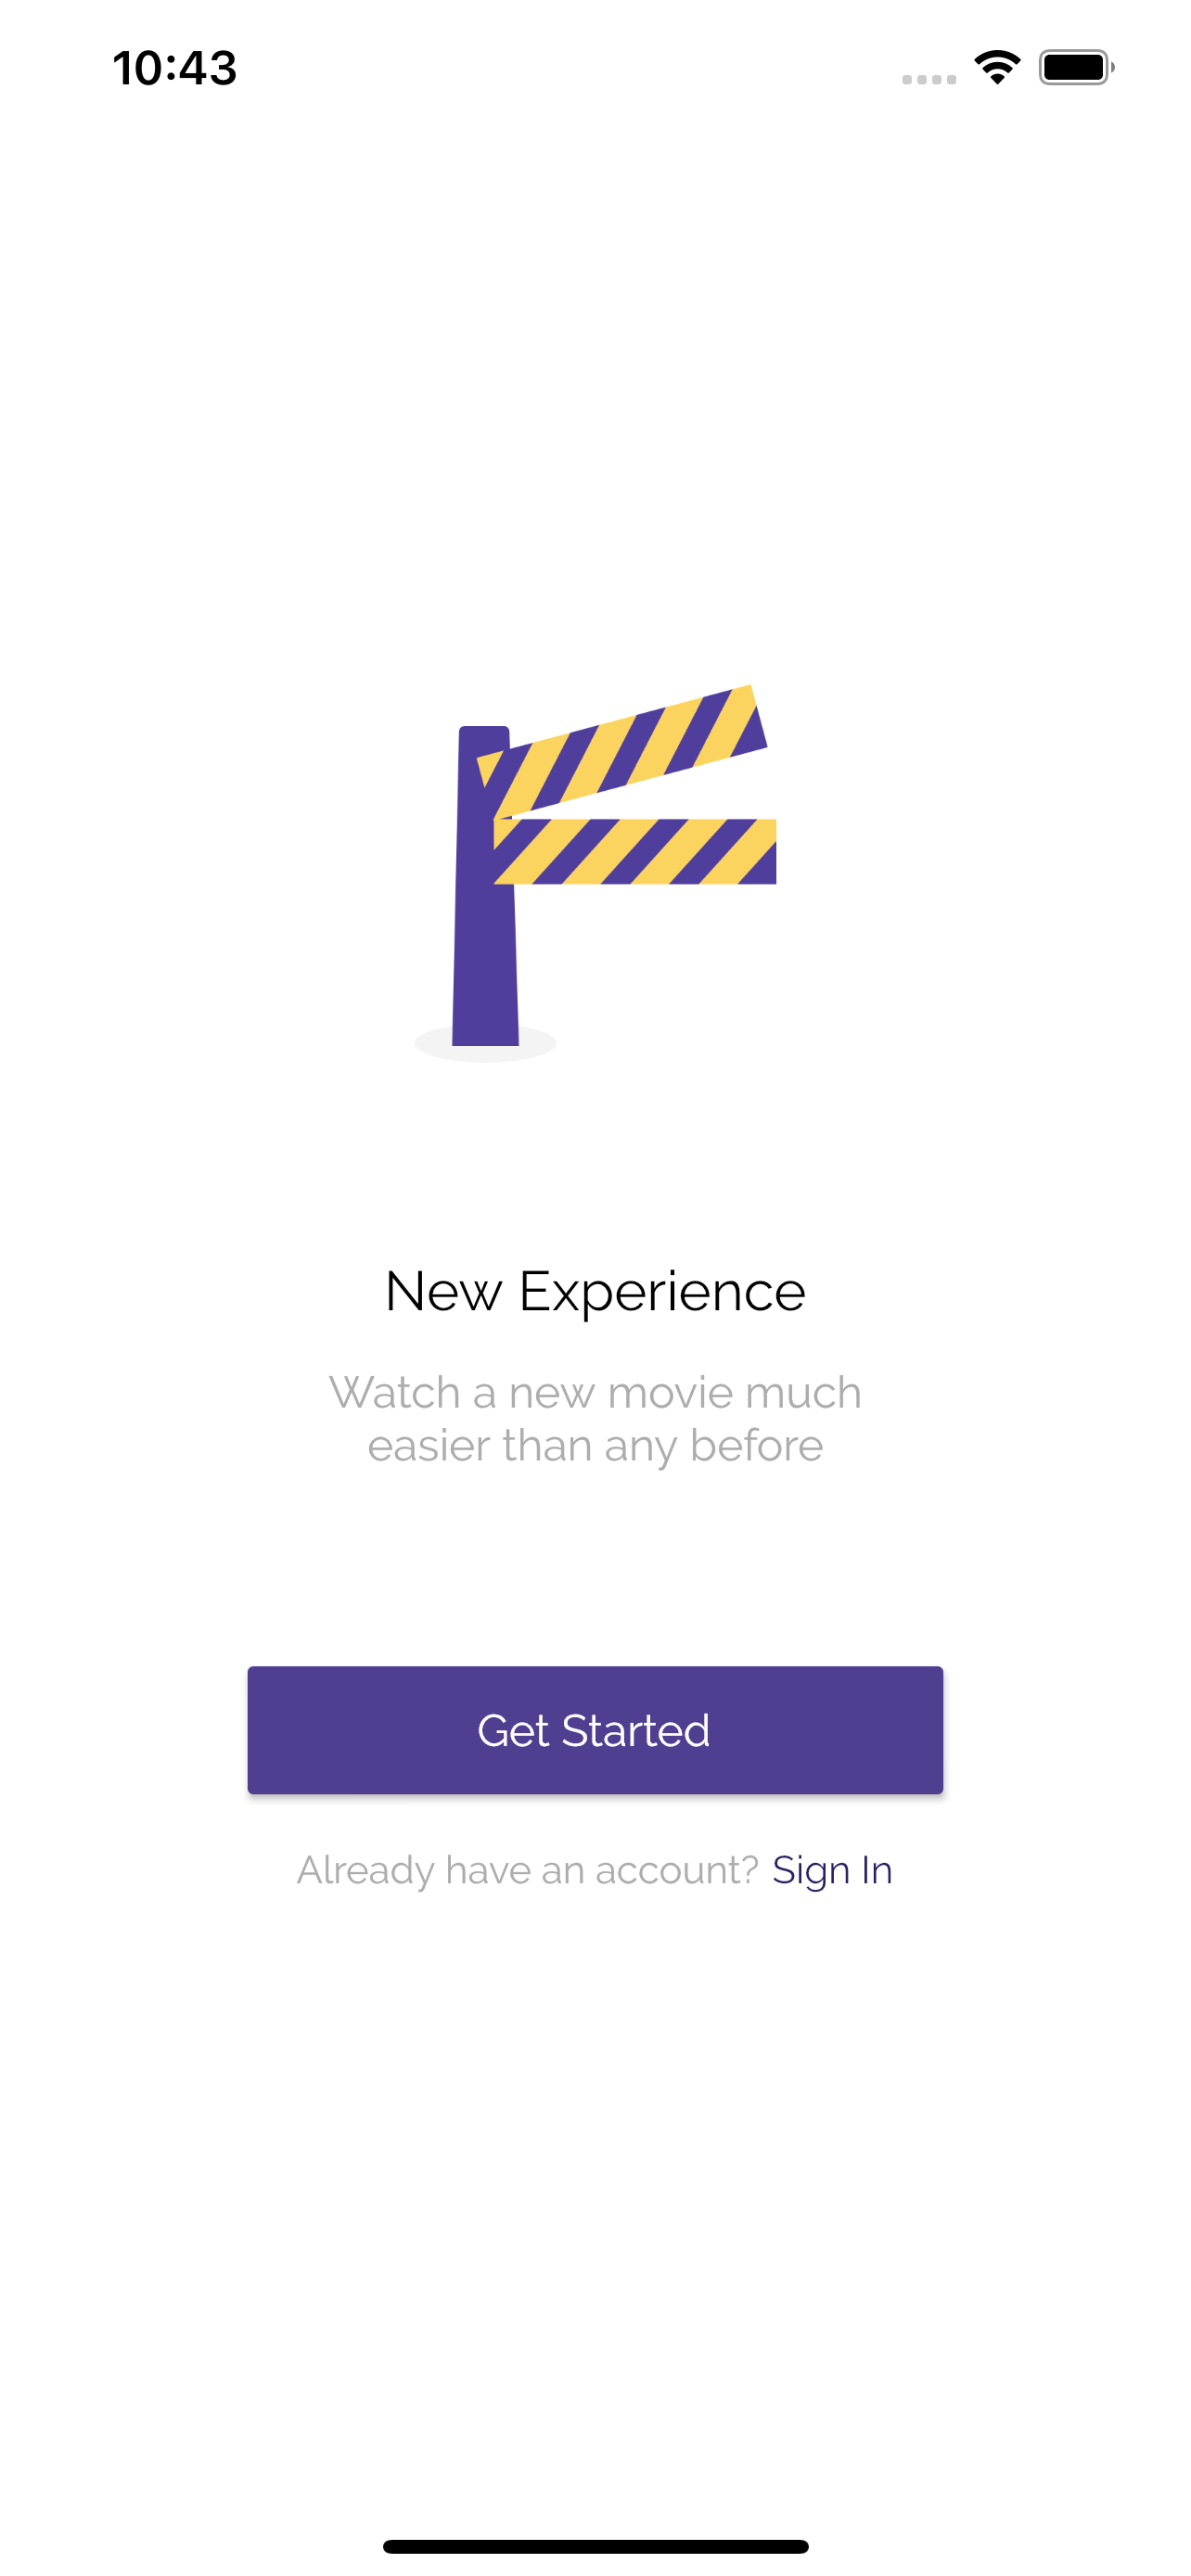 10:43
New Experience
Watch a new movie much
easier than any before
Get Started
Already have an account? Sign In